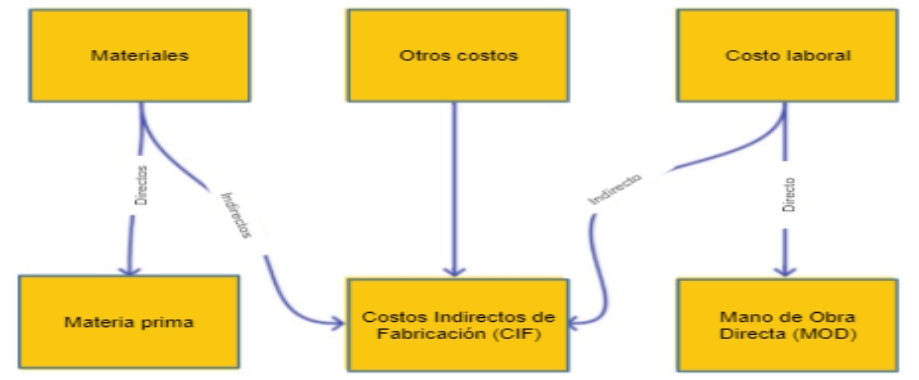 Materiales
Otros costos
Costo laboral
Directos
Indirectos
Indirecto
Directo
Materia prima
Costos Indirectos de
Fabricación (CIF)
Mano de Obra
Directa (MOD)